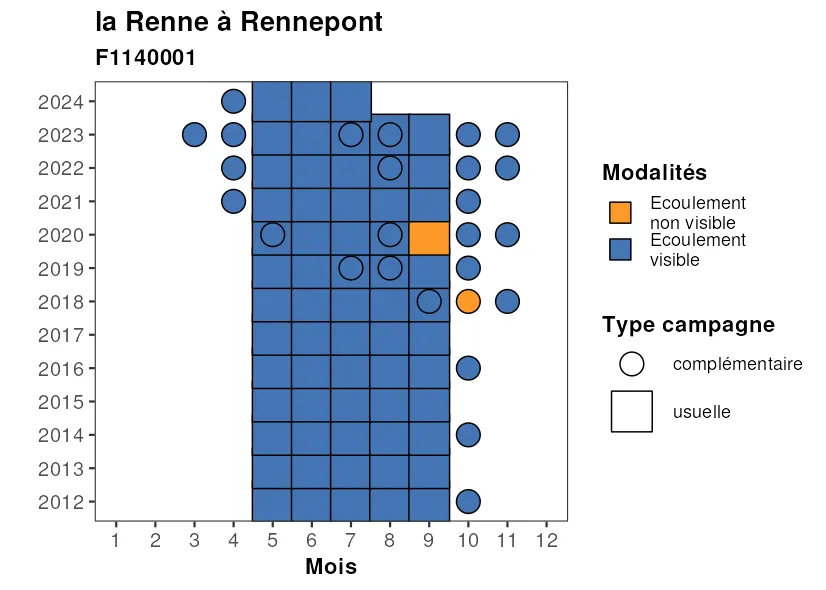 la Renne à Rennepont
F1140001
2024
2023
2022
2021
2020
2019
2018
2017
2016
2015
2014
2013
2012
1 2 3 4 5 6 7 8 9 10 11 12
Mois
Modalités
Ecoulement
non visible
Ecoulement
visible
Type campagne
complémentaire
usuelle